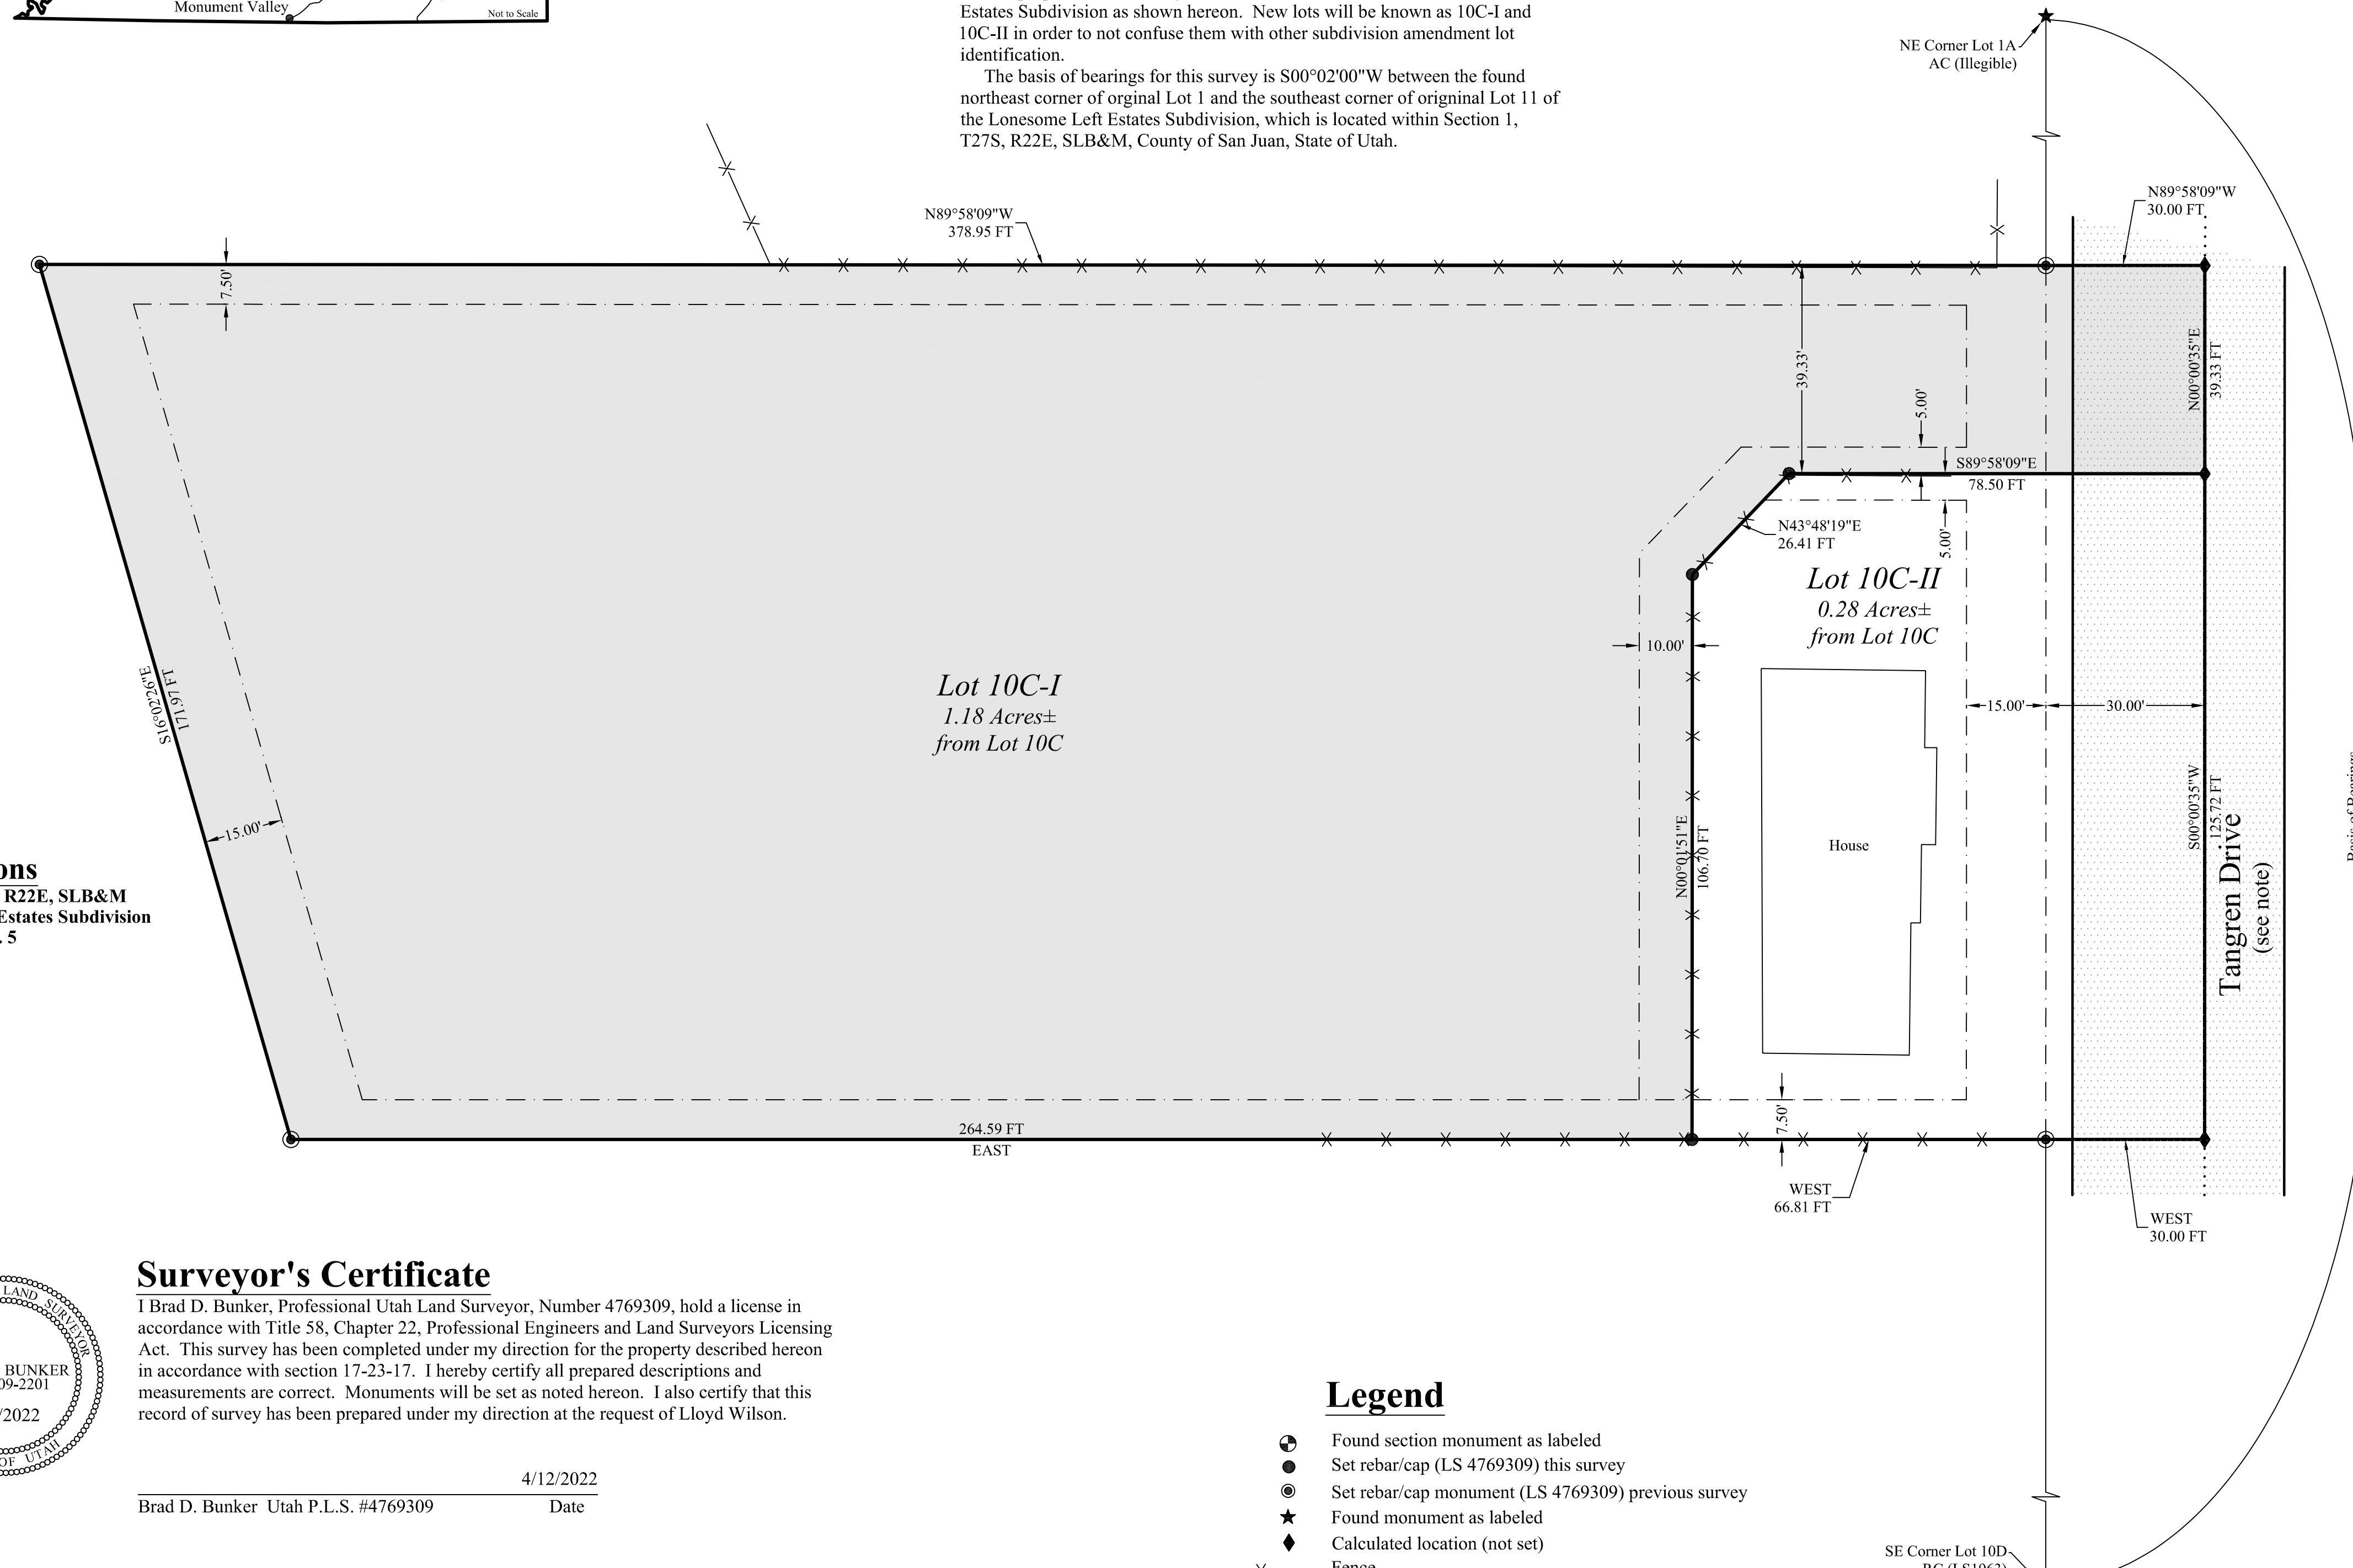 Monument Valley
Not to Scale
Estates Subdivision as shown hereon.  New lots will be known as 10C-I and
10C-II in order to not confuse them with other subdivision amendment lot
identification.
The basis of bearings for this survey is S00°02'00"W between the found
northeast corner of orginal Lot 1 and the southeast corner of origninal Lot 11 of
the Lonesome Left Estates Subdivision, which is located within Section 1,
T27S, R22E, SLB&M, County of San Juan, State of Utah.
NE Corner Lot 1A
AC (Illegible)
N89°58'09"W
30.00 FT
N89°58'09"W
378.95 FT
7.50'
39.33'
N00°00'35"E
39.33 FT
5.00'
S89°58'09"E
78.50 FT
N43°48'19"E
26.41 FT
5.00'
Lot 10C-II
0.28 Acres±
from Lot 10C
10.00'
Lot 10C-I
1.18 Acres±
from Lot 10C
S16°02'26"E
171.97 FT
15.00'
15.00'
30.00'
House
N00°01'51"E
106.70 FT
S00°00'35"W
125.72 FT
Tangren Drive
(see note)
Basis of Bearings
ons
R22E, SLB&M
Estates Subdivision
. 5
7.50'
264.59 FT
EAST
WEST
66.81 FT
WEST
30.00 FT
LAND SURVEYOR
BUNKER
09-2201
/2022
OF UTAH
Surveyor's Certificate
I Brad D. Bunker, Professional Utah Land Surveyor, Number 4769309, hold a license in
accordance with Title 58, Chapter 22, Professional Engineers and Land Surveyors Licensing
Act.  This survey has been completed under my direction for the property described hereon
in accordance with section 17-23-17.  I hereby certify all prepared descriptions and
measurements are correct.  Monuments will be set as noted hereon.  I also certify that this
record of survey has been prepared under my direction at the request of Lloyd Wilson.
4/12/2022
Brad D. Bunker  Utah P.L.S. #4769309
Date
Legend
Found section monument as labeled
Set rebar/cap (LS 4769309) this survey
Set rebar/cap monument (LS 4769309) previous survey
Found monument as labeled
Calculated location (not set)
Fence
SE Corner Lot 10D